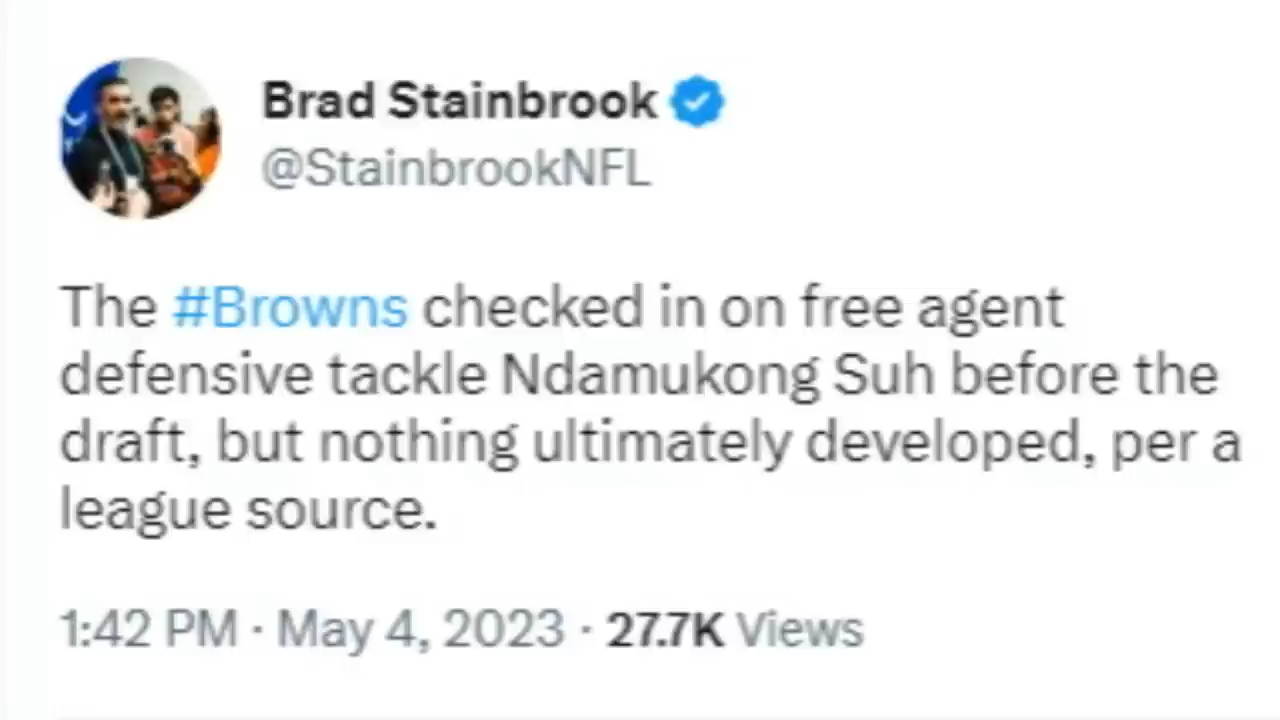 Brad Stainbrook
@StainbrookNFL
The #Browns checked in on free agent
defensive tackle Ndamukong Suh before the
draft, but nothing ultimately developed, per a
league source.
1:42 PM · May 4, 2023 · 27.7K Views